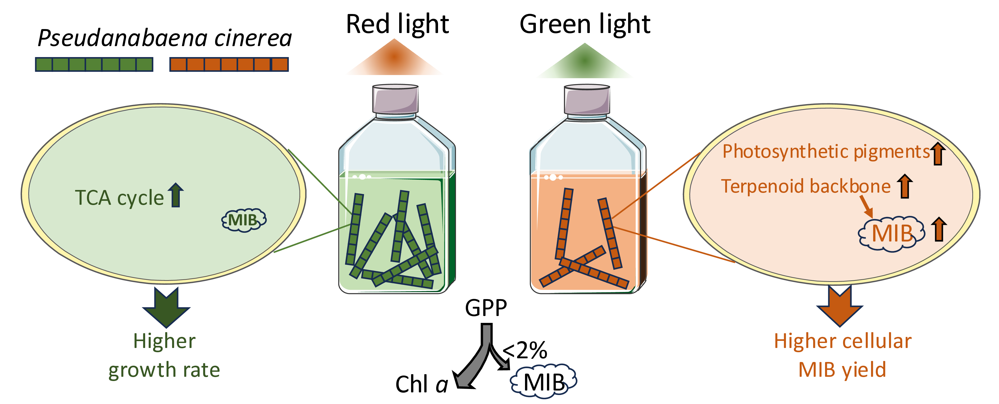 Pseudanabaena cinerea
Red light
Green light
TCA cycle
MIB
Higher
growth rate
Photosynthetic pigments
Terpenoid backbone
MIB
Higher cellular
MIB yield
GPP
<2%
Chl a
MIB